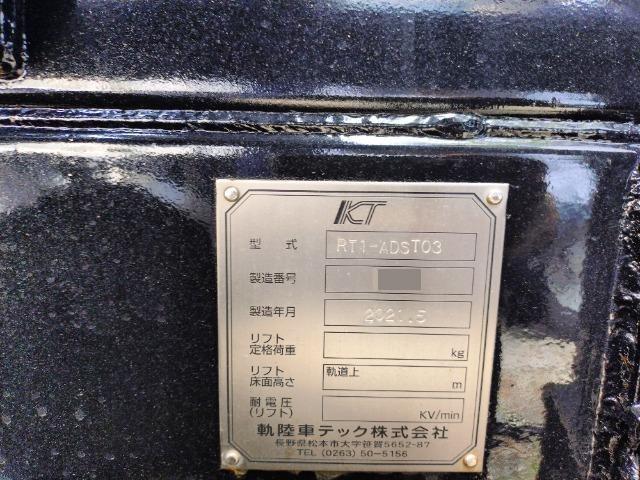 KT
型式 RT1-ADST03
製造番号
製造年月 2021.5
リフト
定格荷重 kg
リフト 軌道上
床面高さ m
耐電圧
(リフト) KV/min
軌陸車テック株式会社
長野県松本市大字笹賀5652-87
TEL (0263) 50-5156